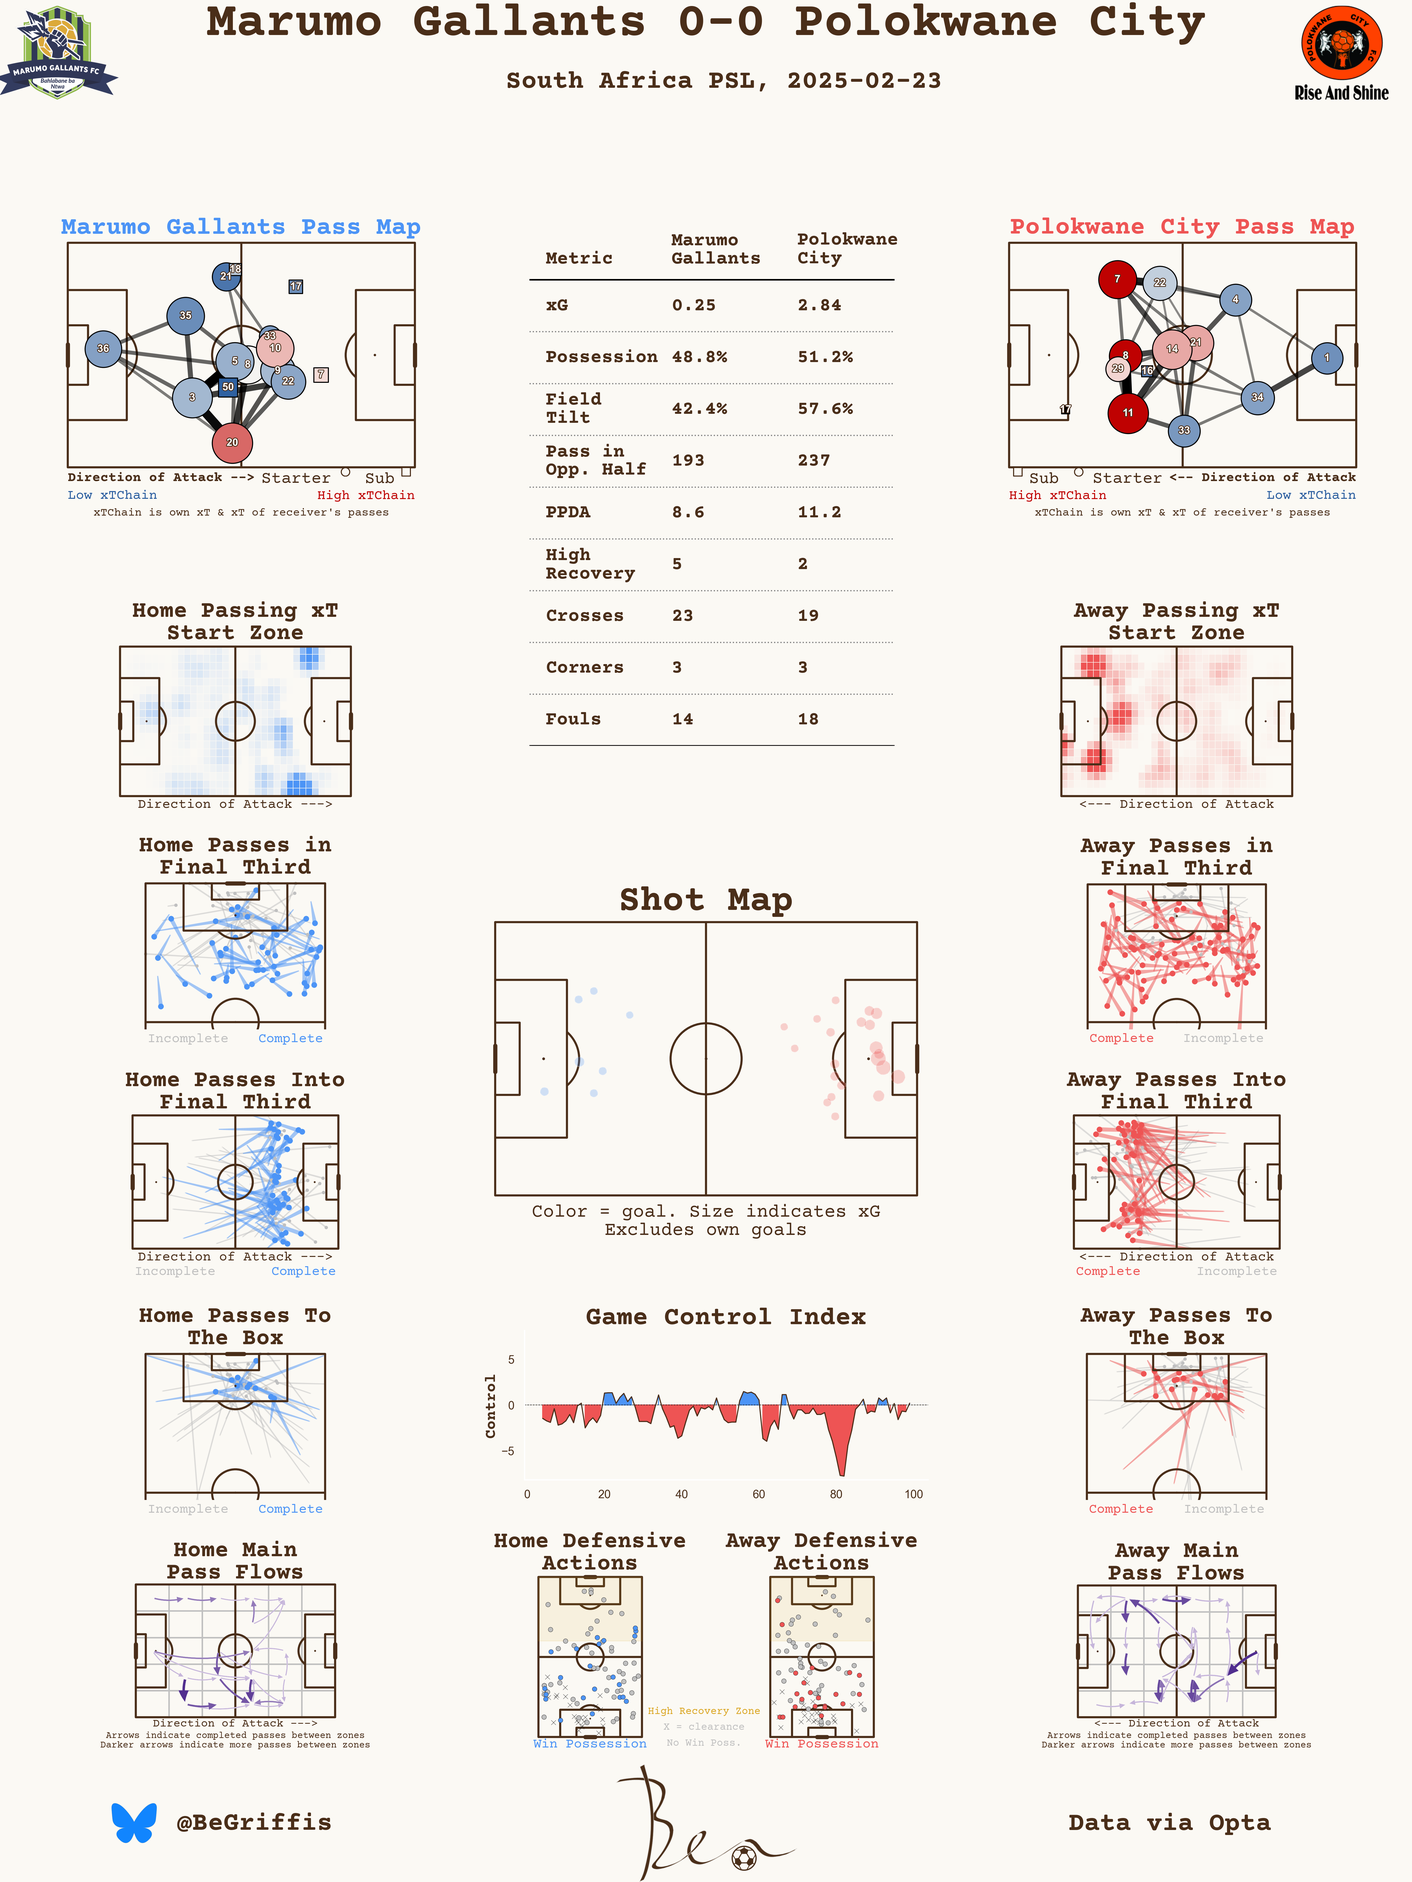 Marumo Gallants 0-0 Polokwane City
South Africa PSL, 2025-02-23
MARUMO GALLANTS FC
Bahlabane ba
Ntwa
POLOKWANE CITY F.C
Rise And Shine
Marumo Gallants Pass Map
21
18
17
35
36
33
10
5
8
9
22
7
50
3
20
Direction of Attack --> Starter Sub
Low xTChain High xTChain
xTChain is own xT & xT of receiver's passes
Metric Marumo Gallants Polokwane City
xG 0.25 2.84
Possession 48.8% 51.2%
Field Tilt 42.4% 57.6%
Pass in Opp. Half 193 237
PPDA 8.6 11.2
High Recovery 5 2
Crosses 23 19
Corners 3 3
Fouls 14 18
Polokwane City Pass Map
7
22
4
21
14
8
29
16
1
34
17
11
33
Sub Starter <-- Direction of Attack
High xTChain Low xTChain
xTChain is own xT & xT of receiver's passes
Home Passing xT
Start Zone
Direction of Attack --->
Away Passing xT
Start Zone
<--- Direction of Attack
Home Passes in
Final Third
Incomplete Complete
Away Passes in
Final Third
Complete Incomplete
Shot Map
Color = goal. Size indicates xG
Excludes own goals
Home Passes Into
Final Third
Direction of Attack --->
Incomplete Complete
Away Passes Into
Final Third
<--- Direction of Attack
Complete Incomplete
Home Passes To
The Box
Incomplete Complete
Game Control Index
Control
5
0
−5
0 20 40 60 80 100
Away Passes To
The Box
Complete Incomplete
Home Main
Pass Flows
Direction of Attack --->
Arrows indicate completed passes between zones
Darker arrows indicate more passes between zones
Home Defensive
Actions
Win Possession
Away Defensive
Actions
Win Possession
High Recovery Zone
X = clearance
No Win Poss.
Away Main
Pass Flows
<--- Direction of Attack
Arrows indicate completed passes between zones
Darker arrows indicate more passes between zones
@BeGriffis
Ben
Data via Opta